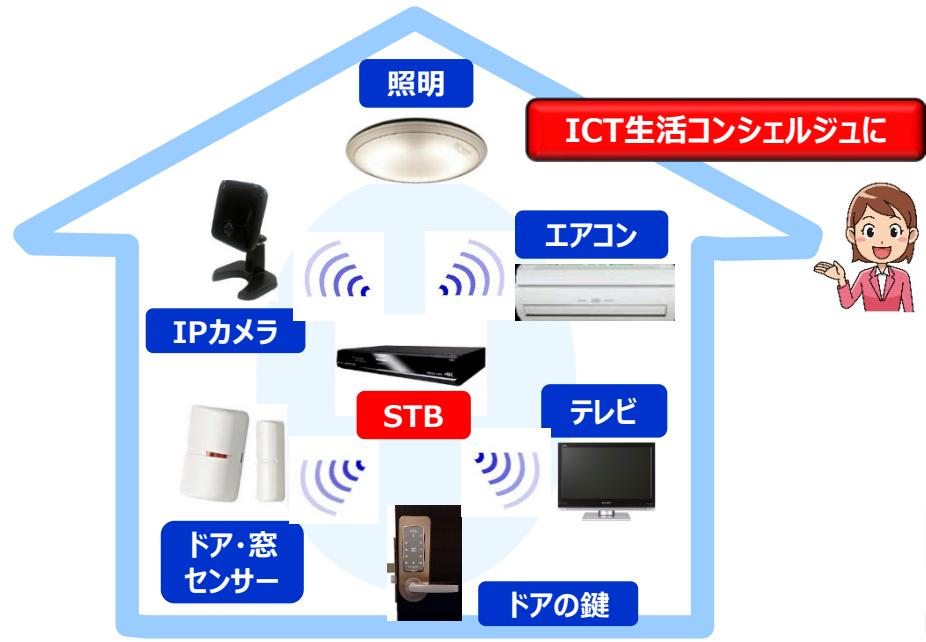 照明
ICT生活コンシェルジュに
エアコン
IPカメラ
STB
テレビ
ドア・窓
センサー
ドアの鍵